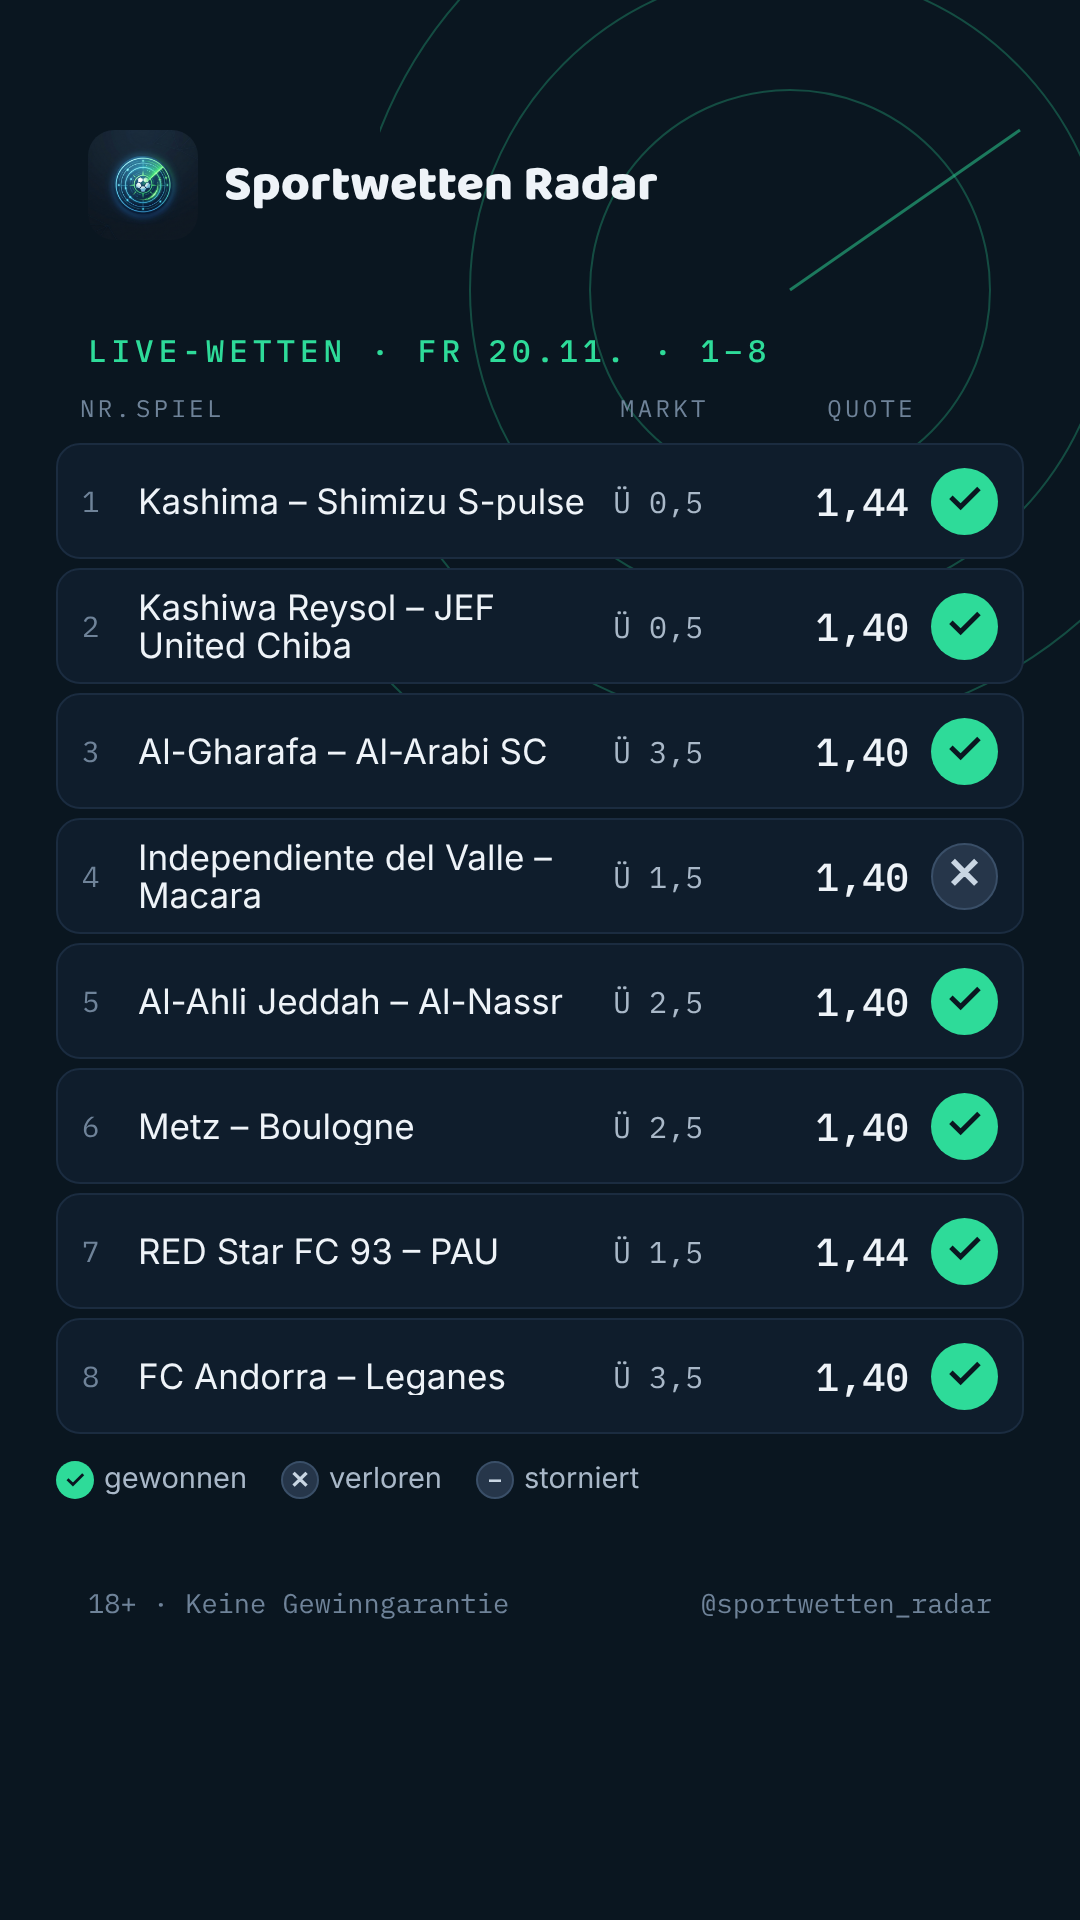 Sportwetten Radar
LIVE-WETTEN · FR 20.11. · 1–8
NR. SPIEL MARKT QUOTE
1 Kashima – Shimizu S-pulse Ü 0,5 1,44
2 Kashiwa Reysol – JEF
United Chiba Ü 0,5 1,40
3 Al-Gharafa – Al-Arabi SC Ü 3,5 1,40
4 Independiente del Valle –
Macara Ü 1,5 1,40
5 Al-Ahli Jeddah – Al-Nassr Ü 2,5 1,40
6 Metz – Boulogne Ü 2,5 1,40
7 RED Star FC 93 – PAU Ü 1,5 1,44
8 FC Andorra – Leganes Ü 3,5 1,40
gewonnen verloren storniert
18+ · Keine Gewinngarantie @sportwetten_radar